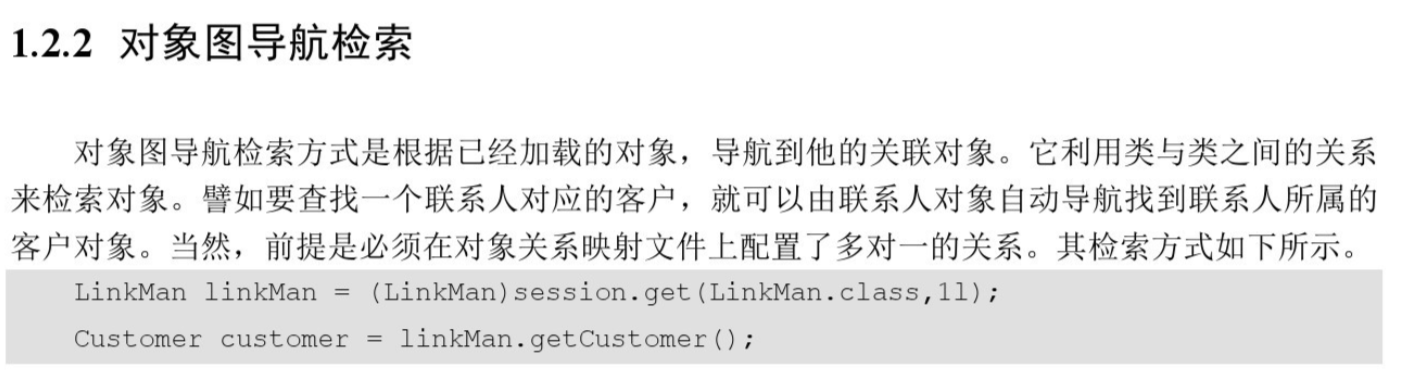 1.2.2 对象图导航检索
对象图导航检索方式是根据已经加载的对象，导航到他的关联对象。它利用类与类之间的关系
来检索对象。譬如要查找一个联系人对应的客户，就可以由联系人对象自动导航找到联系人所属的
客户对象。当然，前提是必须在对象关系映射文件上配置了多对一的关系。其检索方式如下所示。
LinkMan linkMan = (LinkMan)session.get(LinkMan.class,1l);
Customer customer = linkMan.getCustomer();